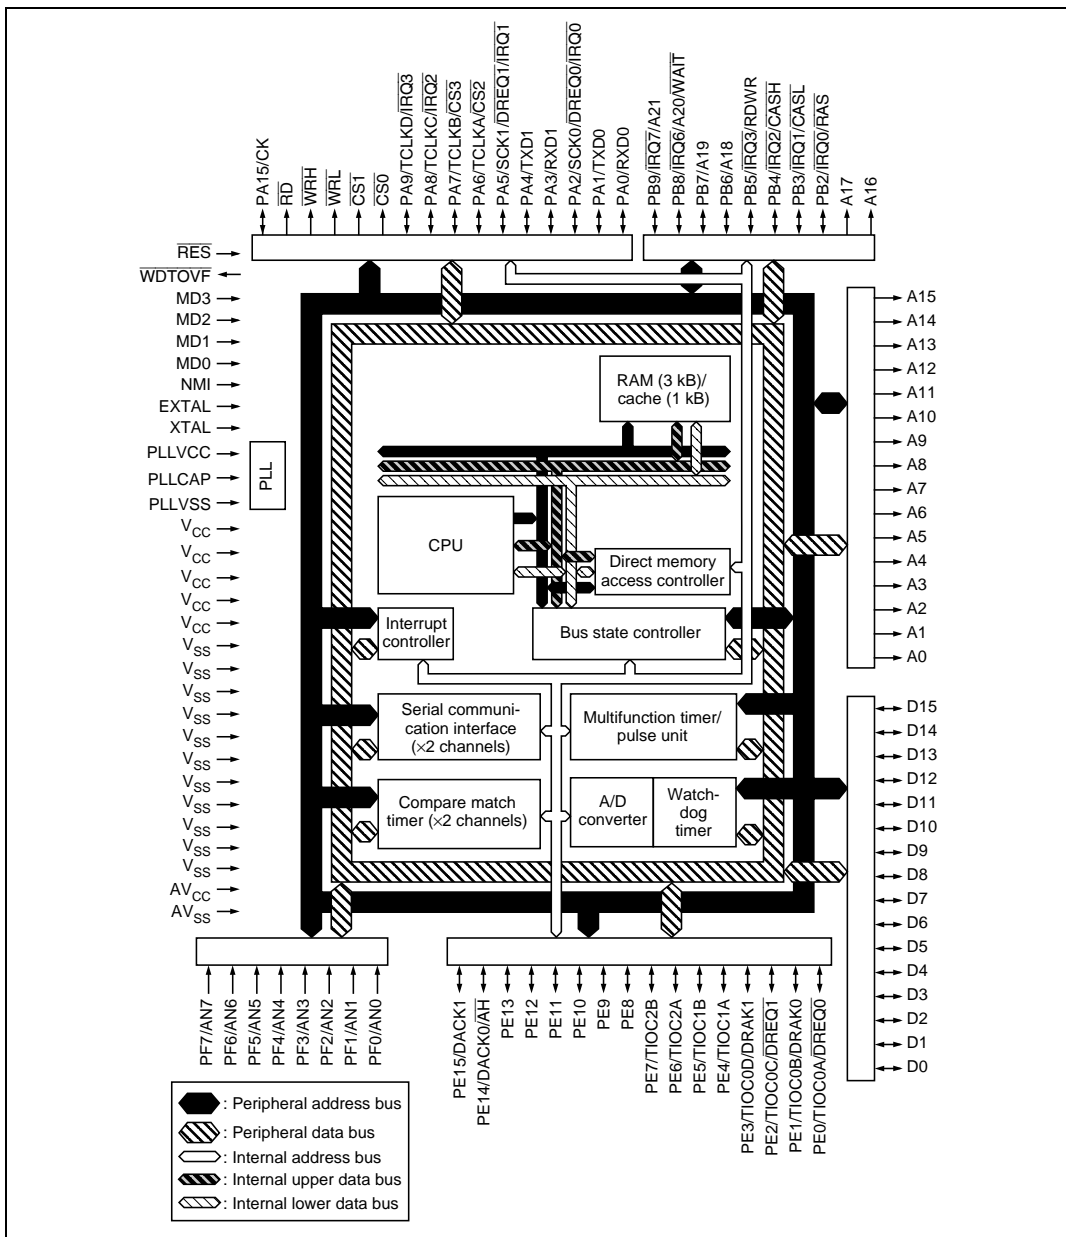 PA15/CK
RD
WRH
WRL
CS1
CS0
PA9/TCLKD/IRQ3
PA8/TCLKC/IRQ2
PA7/TCLKB/CS3
PA6/TCLKA/CS2
PA5/SCK1/DREQ1/IRQ1
PA4/TXD1
PA3/RXD1
PA2/SCK0/DREQ0/IRQ0
PA1/TXD0
PA0/RXD0
PB9/IRQ7/A21
PB8/IRQ6/A20/WAIT
PB7/A19
PB6/A18
PB5/IRQ3/RDWR
PB4/IRQ2/CASH
PB3/IRQ1/CASL
PB2/IRQ0/RAS
A17
A16
RES
WDTOVF
MD3
MD2
MD1
MD0
NMI
EXTAL
XTAL
PLLVCC
PLLCAP
PLLVSS
VCC
VCC
VCC
VCC
VCC
VSS
VSS
VSS
VSS
VSS
VSS
VSS
VSS
VSS
VSS
VSS
AVCC
AVSS
PLL
RAM (3 kB)/
cache (1 kB)
CPU
Direct memory
access controller
Interrupt
controller
Bus state controller
Serial communi-
cation interface
(×2 channels)
Multifunction timer/
pulse unit
Compare match
timer (×2 channels)
A/D
converter
Watch-
dog
timer
A15
A14
A13
A12
A11
A10
A9
A8
A7
A6
A5
A4
A3
A2
A1
A0
D15
D14
D13
D12
D11
D10
D9
D8
D7
D6
D5
D4
D3
D2
D1
D0
PF7/AN7
PF6/AN6
PF5/AN5
PF4/AN4
PF3/AN3
PF2/AN2
PF1/AN1
PF0/AN0
PE15/DACK1
PE14/DACK0/AH
PE13
PE12
PE11
PE10
PE9
PE8
PE7/TIOC2B
PE6/TIOC2A
PE5/TIOC1B
PE4/TIOC1A
PE3/TIOC0D/DRAK1
PE2/TIOC0C/DREQ1
PE1/TIOC0B/DRAK0
PE0/TIOC0A/DREQ0
: Peripheral address bus
: Peripheral data bus
: Internal address bus
: Internal upper data bus
: Internal lower data bus